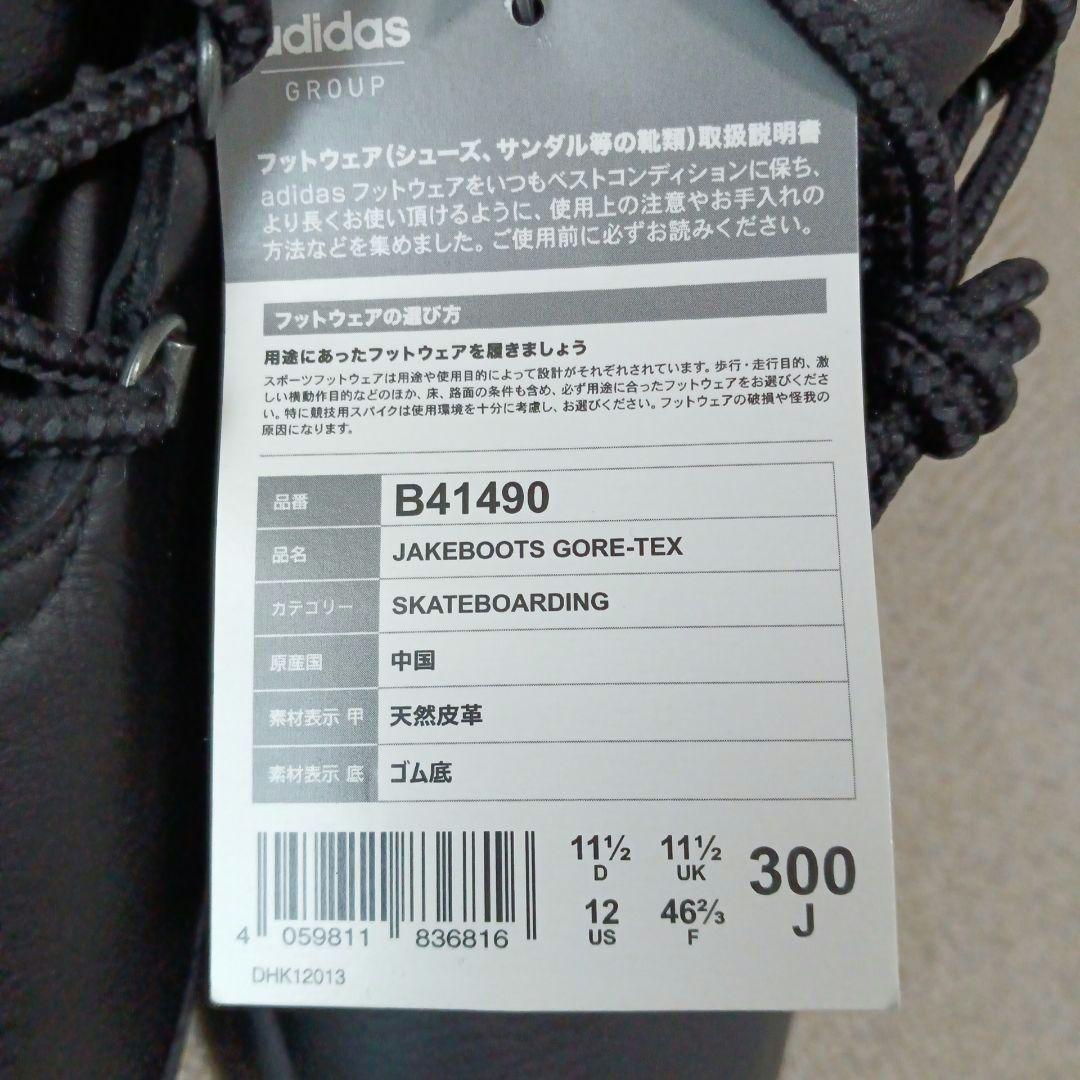 adidas
GROUP
フットウェア(シューズ、サンダル等の靴類)取扱説明書
adidas フットウェアをいつもベストコンディションに保ち、
より長くお使い頂けるように、使用上の注意やお手入れの
方法などを集めました。ご使用前に必ずお読みください。
フットウェアの選び方
用途にあったフットウェアを履きましょう
スポーツフットウェアは用途や使用目的によって設計がそれぞれされています。歩行・走行目的、激
しい横動作目的などのほか、床、路面の条件も含め、必ず用途に合ったフットウェアをお選びくださ
い。特に競技用スパイクは使用環境を十分に考慮し、お選びください。フットウェアの破損や怪我の
原因になります。
品番 B41490
品名 JAKEBOOTS GORE-TEX
カテゴリー SKATEBOARDING
原産国 中国
素材表示 甲 天然皮革
素材表示 底 ゴム底
11½ 11½ 300
D UK J
12 46⅔
US F
4 059811 836816
DHK12013